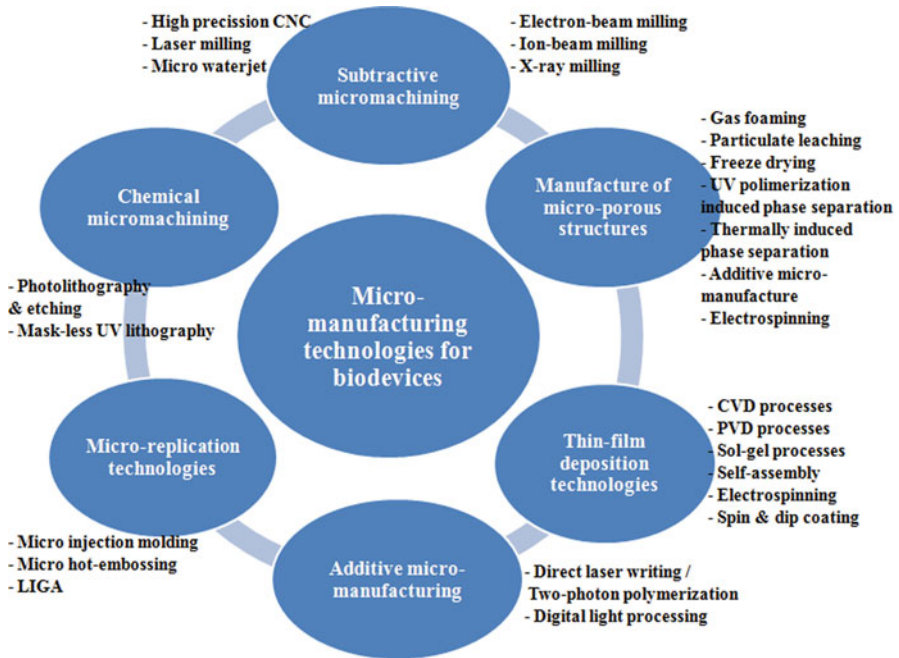 - High precission CNC
- Laser milling
- Micro waterjet
- Electron-beam milling
- Ion-beam milling
- X-ray milling
Subtractive
micromachining
- Gas foaming
- Particulate leaching
- Freeze drying
- UV polimerization
induced phase separation
- Thermally induced
phase separation
- Additive micro-
manufacture
- Electrospinning
Manufacture of
micro-porous
structures
Chemical
micromachining
- Photolithography
& etching
- Mask-less UV lithography
Micro-
manufacturing
technologies for
biodevices
Micro-replication
technologies
- Micro injection molding
- Micro hot-embossing
- LIGA
Thin-film
deposition
technologies
- CVD processes
- PVD processes
- Sol-gel processes
- Self-assembly
- Electrospinning
- Spin & dip coating
Additive micro-
manufacturing
- Direct laser writing /
Two-photon polymerization
- Digital light processing